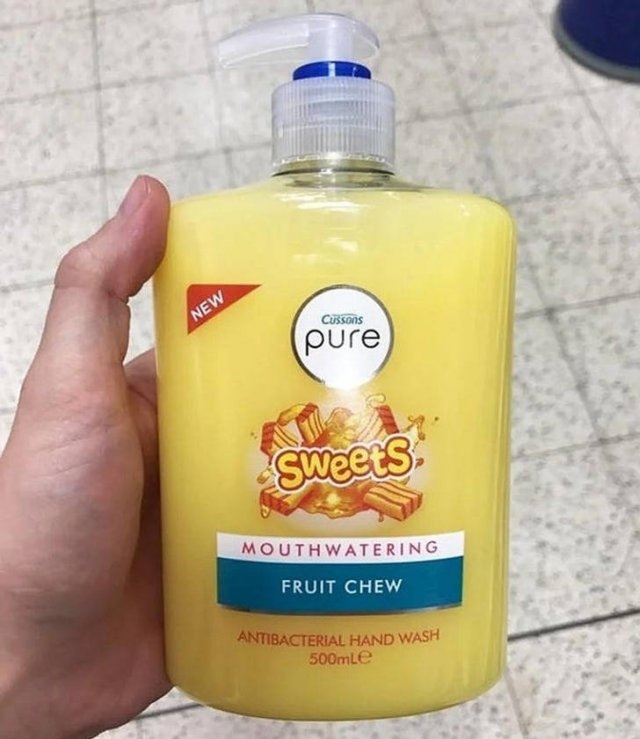 NEW
Cussons
pure
SweetS
MOUTHWATERING
FRUIT CHEW
ANTIBACTERIAL HAND WASH
500mL℮